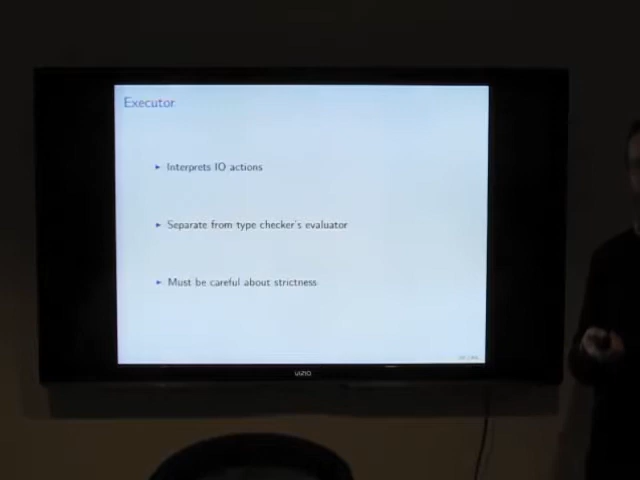 Executor
Interprets IO actions
Separate from type checker's evaluator
Must be careful about strictness
VIZIO